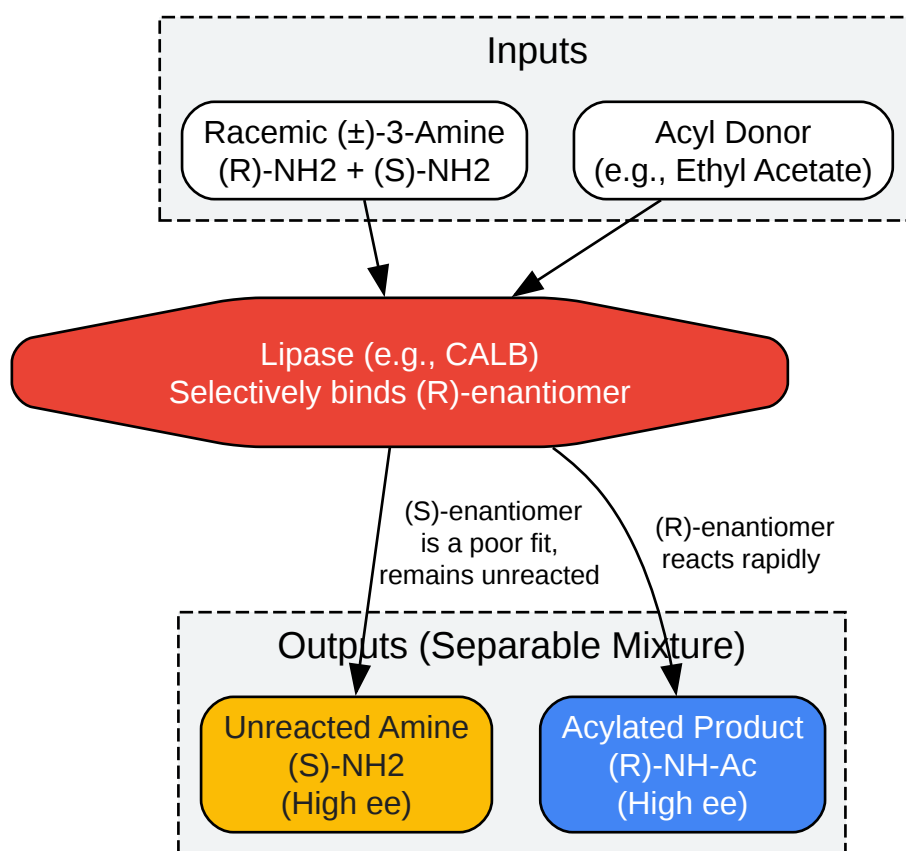 Inputs
Racemic (±)-3-Amine
(R)-NH2 + (S)-NH2
Acyl Donor
(e.g., Ethyl Acetate)
Lipase (e.g., CALB)
Selectively binds (R)-enantiomer
(S)-enantiomer
is a poor fit,
remains unreacted
(R)-enantiomer
reacts rapidly
Outputs (Separable Mixture)
Unreacted Amine
(S)-NH2
(High ee)
Acylated Product
(R)-NH-Ac
(High ee)